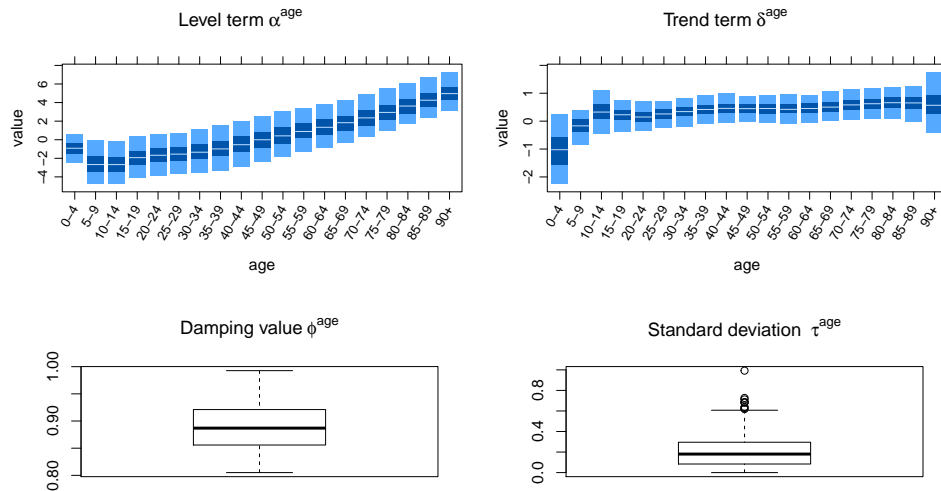 Level term α^age
Trend term δ^age
value
−4 −2 0 2 4 6
0−4 5−9 10−14 15−19 20−24 25−29 30−34 35−39 40−44 45−49 50−54 55−59 60−64 65−69 70−74 75−79 80−84 85−89 90+
age
value
−2 −1 0 1
0−4 5−9 10−14 15−19 20−24 25−29 30−34 35−39 40−44 45−49 50−54 55−59 60−64 65−69 70−74 75−79 80−84 85−89 90+
age
Damping value ϕ^age
Standard deviation τ^age
0.80 0.90 1.00
0.0 0.4 0.8